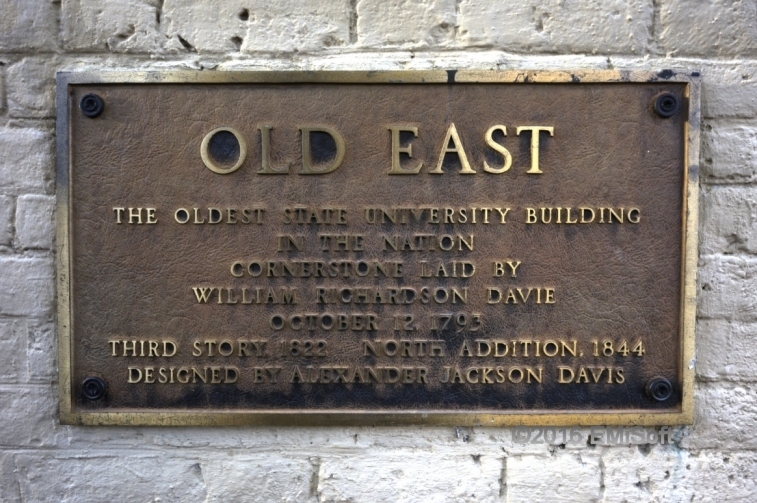 OLD EAST
THE OLDEST STATE UNIVERSITY BUILDING
IN THE NATION
CORNERSTONE LAID BY
WILLIAM RICHARDSON DAVIE
OCTOBER 12, 1793
THIRD STORY, 1822 NORTH ADDITION, 1844
DESIGNED BY ALEXANDER JACKSON DAVIS
©2016